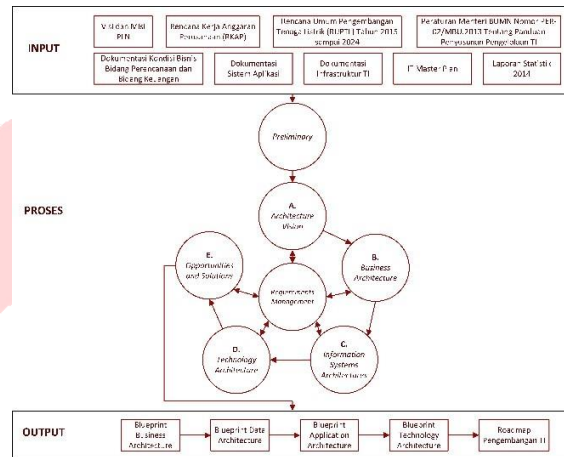 INPUT
Visi dan Misi
PLN
Rencana Kerja Anggaran
Perusahaan (RKAP)
Rencana Umum Pengembangan
Tenaga Listrik (RUPTL) Tahun 2015
sampai 2024
Peraturan Menteri BUMN Nomor PER-
02/MBU.2013 Tentang Panduan
Penyusunan Pengelolaan TI
Dokumentasi Kondisi Bisnis
Bidang Perencanaan dan
Bidang Keuangan
Dokumentasi
Sistem Aplikasi
Dokumentasi
Infrastruktur TI
IT Master Plan
Laporan Statistik
2014
PROSES
Preliminary
A.
Architecture
Vision
B.
Business
Architecture
C.
Information
Systems
Architectures
D.
Technology
Architecture
E.
Opportunities
and Solutions
Requirements
Management
OUTPUT
Blueprint
Business
Architecture
Blueprint Data
Architecture
Blueprint
Application
Architecture
Blueprint
Technology
Architecture
Roadmap
Pengembangan TI